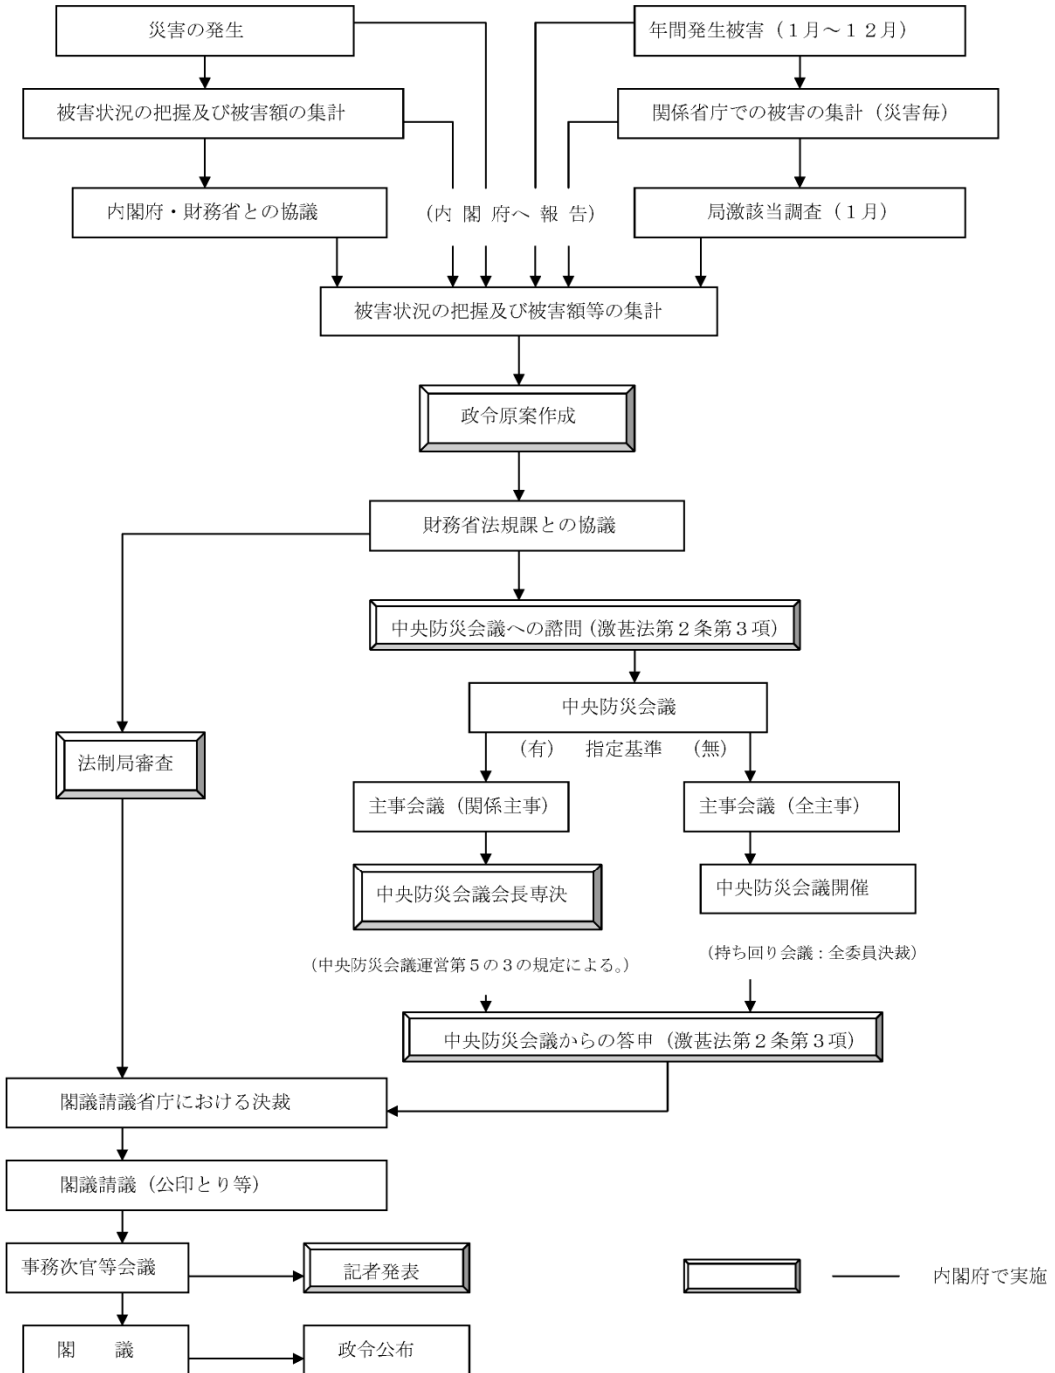 災害の発生
年間発生被害（１月～１２月）
被害状況の把握及び被害額の集計
関係省庁での被害の集計（災害毎）
内閣府・財務省との協議
（内 閣 府へ 報 告）
局激該当調査（１月）
被害状況の把握及び被害額等の集計
政令原案作成
財務省法規課との協議
中央防災会議への諮問（激甚法第２条第３項）
中央防災会議
（有） 指定基準 （無）
法制局審査
主事会議（関係主事）
主事会議（全主事）
中央防災会議会長専決
中央防災会議開催
（中央防災会議運営第５の３の規定による。）
（持ち回り会議：全委員決裁）
中央防災会議からの答申（激甚法第２条第３項）
閣議請議省庁における決裁
閣議請議（公印とり等）
事務次官等会議
記者発表
内閣府で実施
閣 議
政令公布